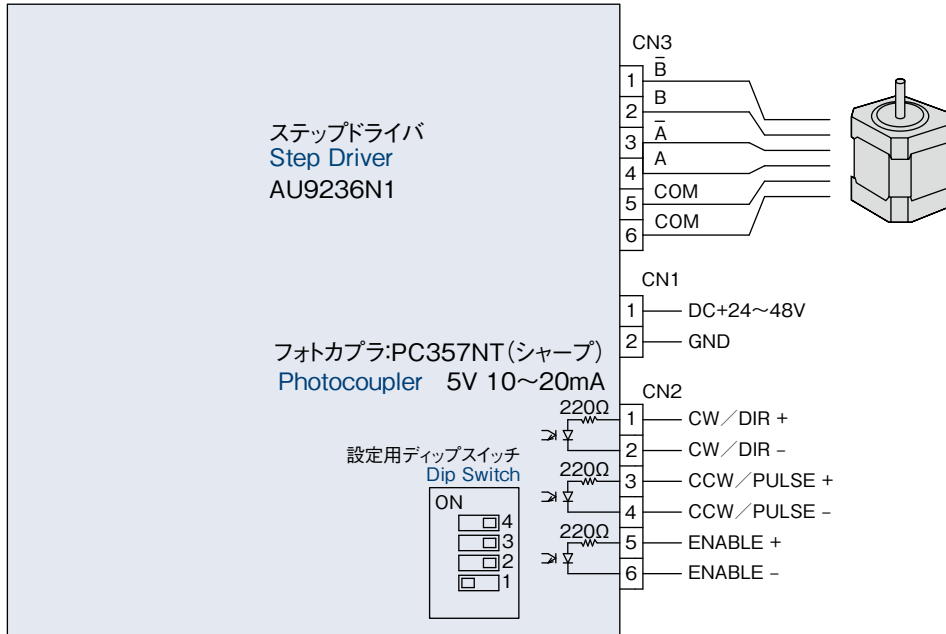 ステップドライバ
Step Driver
AU9236N1
CN3
1 B̅
2 B
3 A̅
4 A
5 COM
6 COM
CN1
1 DC+24～48V
2 GND
フォトカプラ:PC357NT(シャープ)
Photocoupler 5V 10～20mA
CN2
220Ω 1 CW／DIR +
2 CW／DIR −
220Ω 3 CCW／PULSE +
4 CCW／PULSE −
220Ω 5 ENABLE +
6 ENABLE −
設定用ディップスイッチ
Dip Switch
ON
4
3
2
1